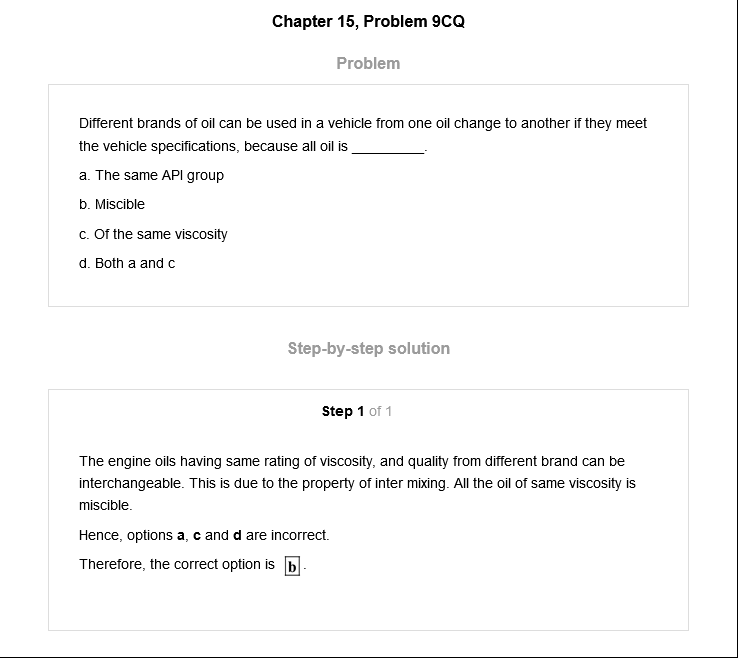 Chapter 15, Problem 9CQ
Problem
Different brands of oil can be used in a vehicle from one oil change to another if they meet
the vehicle specifications, because all oil is __________.
a. The same API group
b. Miscible
c. Of the same viscosity
d. Both a and c
Step-by-step solution
Step 1 of 1
The engine oils having same rating of viscosity, and quality from different brand can be
interchangeable. This is due to the property of inter mixing. All the oil of same viscosity is
miscible.
Hence, options a, c and d are incorrect.
Therefore, the correct option is b.